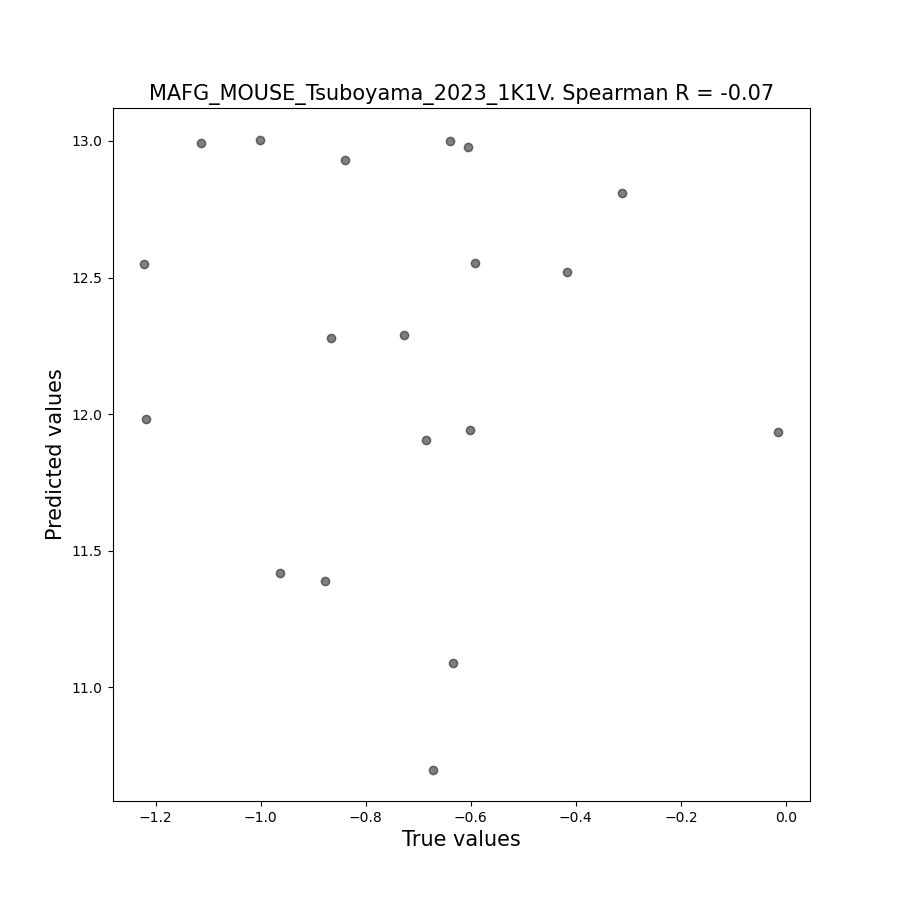 MAFG_MOUSE_Tsuboyama_2023_1K1V. Spearman R = -0.07
13.0
12.5
12.0
11.5
11.0
Predicted values
−1.2 −1.0 −0.8 −0.6 −0.4 −0.2 0.0
True values